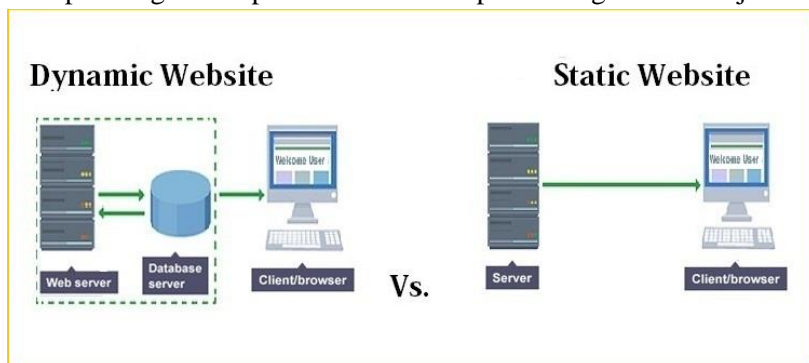 Dynamic Website
Static Website
Welcome User
Welcome User
Web server
Database
server
Client/browser
Vs.
Server
Client/browser